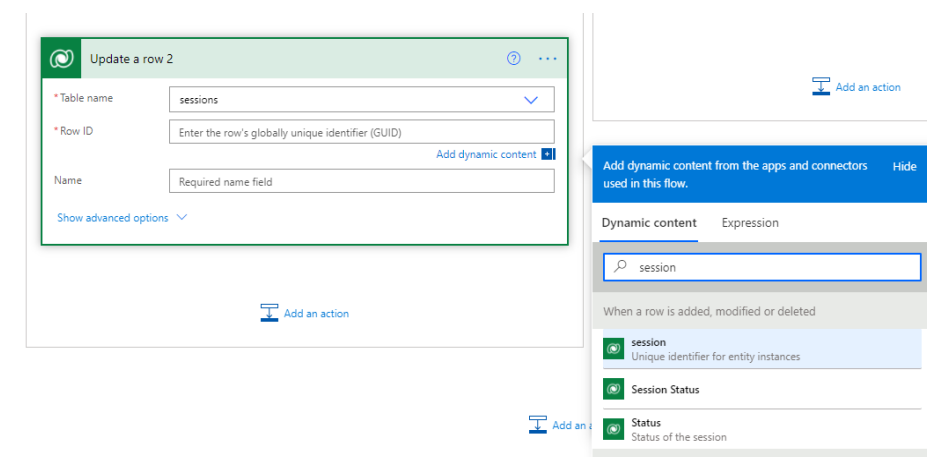 Update a row 2
* Table name
sessions
* Row ID
Enter the row's globally unique identifier (GUID)
Add dynamic content
Name
Required name field
Show advanced options
Add an action
Add an action
Add dynamic content from the apps and connectors
used in this flow.
Hide
Dynamic content
Expression
session
When a row is added, modified or deleted
session
Unique identifier for entity instances
Session Status
Status
Status of the session
Add an a